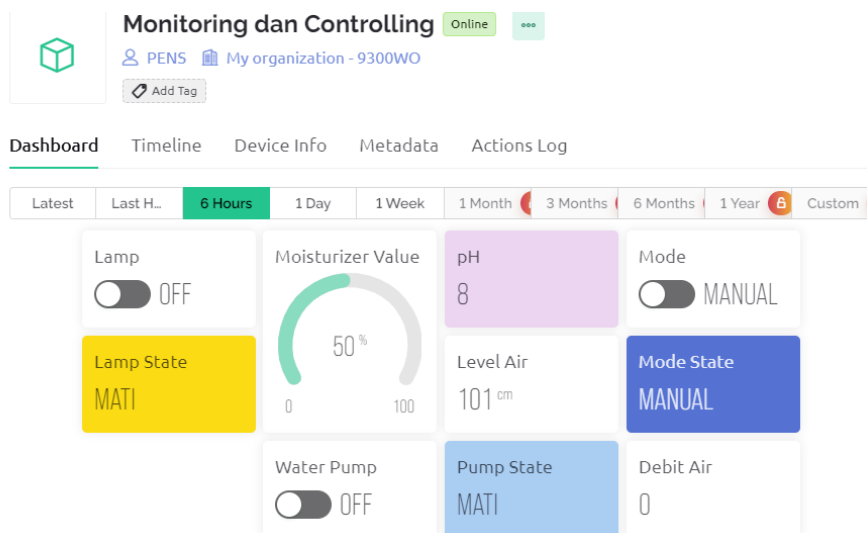 Monitoring dan Controlling Online
PENS My organization - 9300WO
Add Tag
Dashboard Timeline Device Info Metadata Actions Log
Latest Last H... 6 Hours 1 Day 1 Week 1 Month 3 Months 6 Months 1 Year Custom
Lamp
OFF
Moisturizer Value
50 %
0 100
pH
8
Mode
MANUAL
Lamp State
MATI
Level Air
101 cm
Mode State
MANUAL
Water Pump
OFF
Pump State
MATI
Debit Air
0